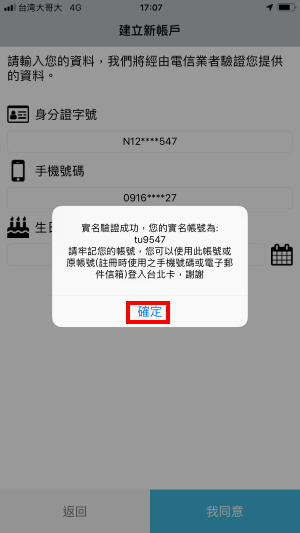 台灣大哥大 4G 17:07
建立新帳戶
請輸入您的資料，我們將經由電信業者驗證您提供
的資料。
身分證字號
N12****547
手機號碼
0916****27
生日
實名驗證成功，您的實名帳號為:
tu9547
請牢記您的帳號，您可以使用此帳號或
原帳號(註冊時使用之手機號碼或電子郵
件信箱)登入台北卡，謝謝
確定
返回 我同意